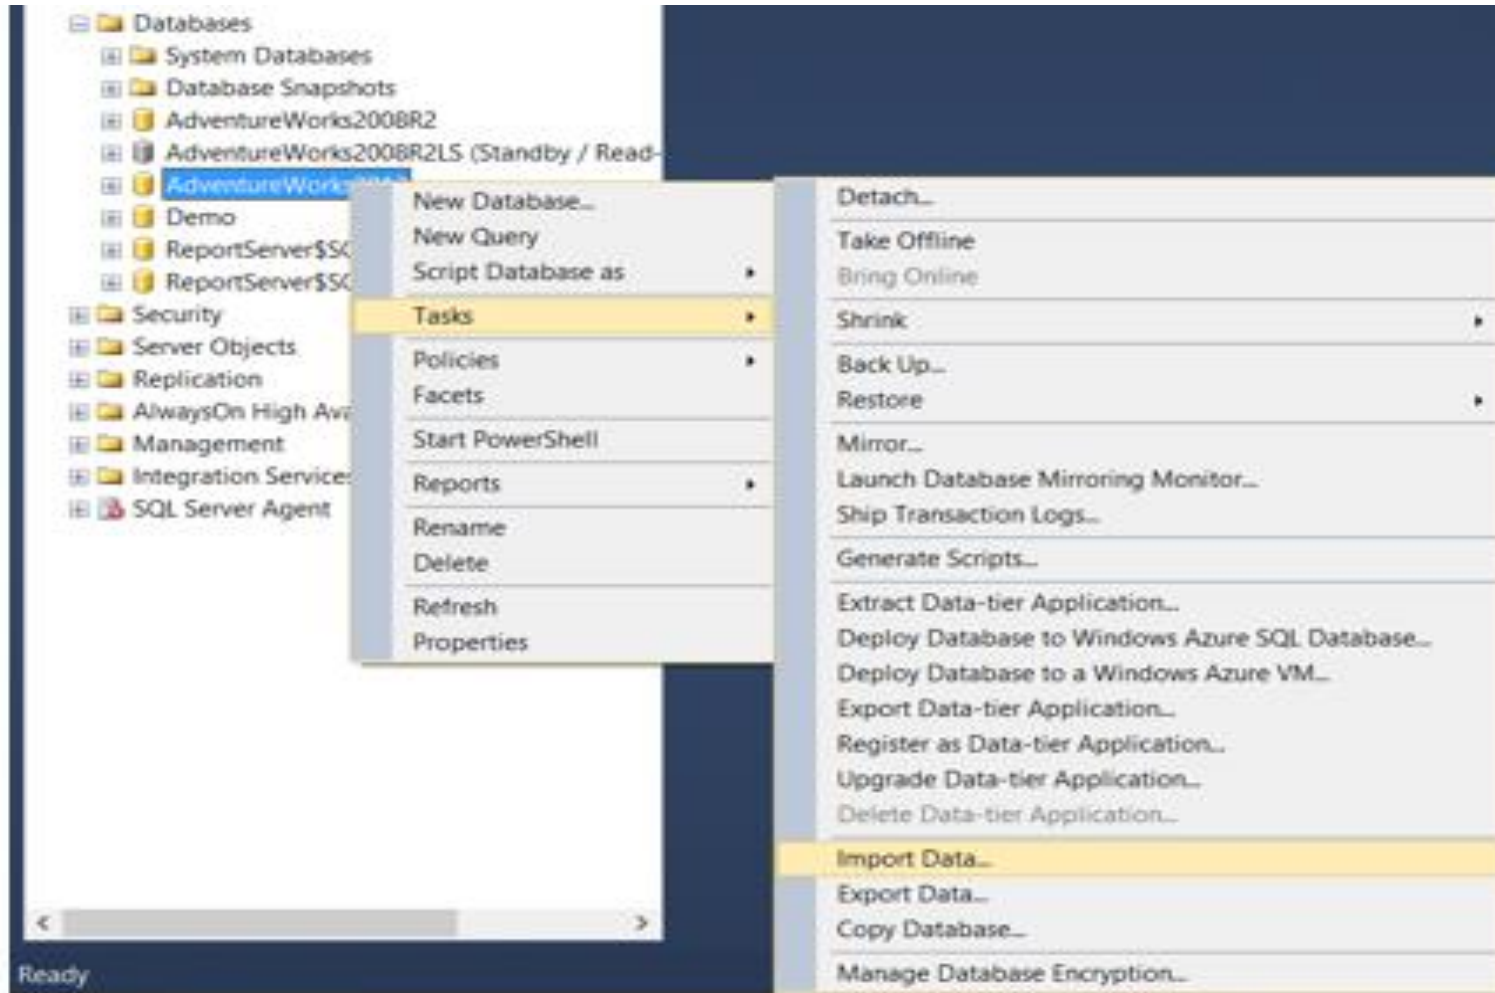 Databases
System Databases
Database Snapshots
AdventureWorks2008R2
AdventureWorks2008R2LS (Standby / Read-
Demo
ReportServer$SQ
ReportServer$SQ
Security
Server Objects
Replication
AlwaysOn High Ava
Management
Integration Services
SQL Server Agent
New Database...
New Query
Script Database as
Tasks
Policies
Facets
Start PowerShell
Reports
Rename
Delete
Refresh
Properties
Detach...
Take Offline
Bring Online
Shrink
Back Up...
Restore
Mirror...
Launch Database Mirroring Monitor...
Ship Transaction Logs...
Generate Scripts...
Extract Data-tier Application...
Deploy Database to Windows Azure SQL Database...
Deploy Database to a Windows Azure VM...
Export Data-tier Application...
Register as Data-tier Application...
Upgrade Data-tier Application...
Delete Data-tier Application...
Import Data...
Export Data...
Copy Database...
Manage Database Encryption...
Ready